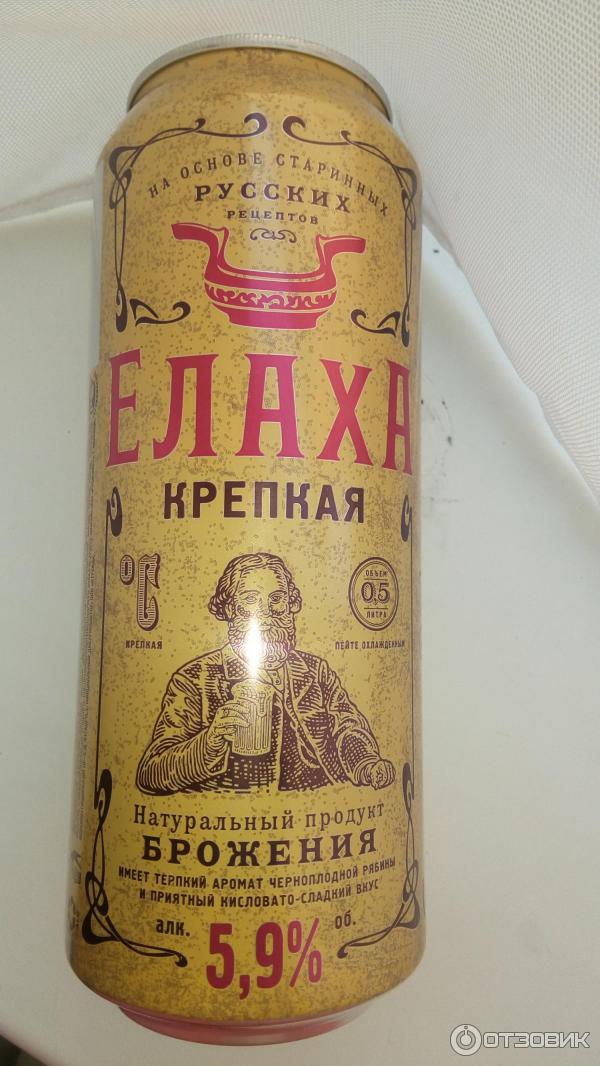 НА ОСНОВЕ СТАРИННЫХ
РУССКИХ
РЕЦЕПТОВ
ЕЛАХА
КРЕПКАЯ
°С
КРЕПКАЯ
ОБЪЕМ
0,5
ЛИТРА
ПЕЙТЕ ОХЛАЖДЕННЫМ
Натуральный продукт
БРОЖЕНИЯ
ИМЕЕТ ТЕРПКИЙ АРОМАТ ЧЕРНОПЛОДНОЙ РЯБИНЫ
И ПРИЯТНЫЙ КИСЛОВАТО-СЛАДКИЙ ВКУС
алк. 5,9% об.
ОТЗОВИК